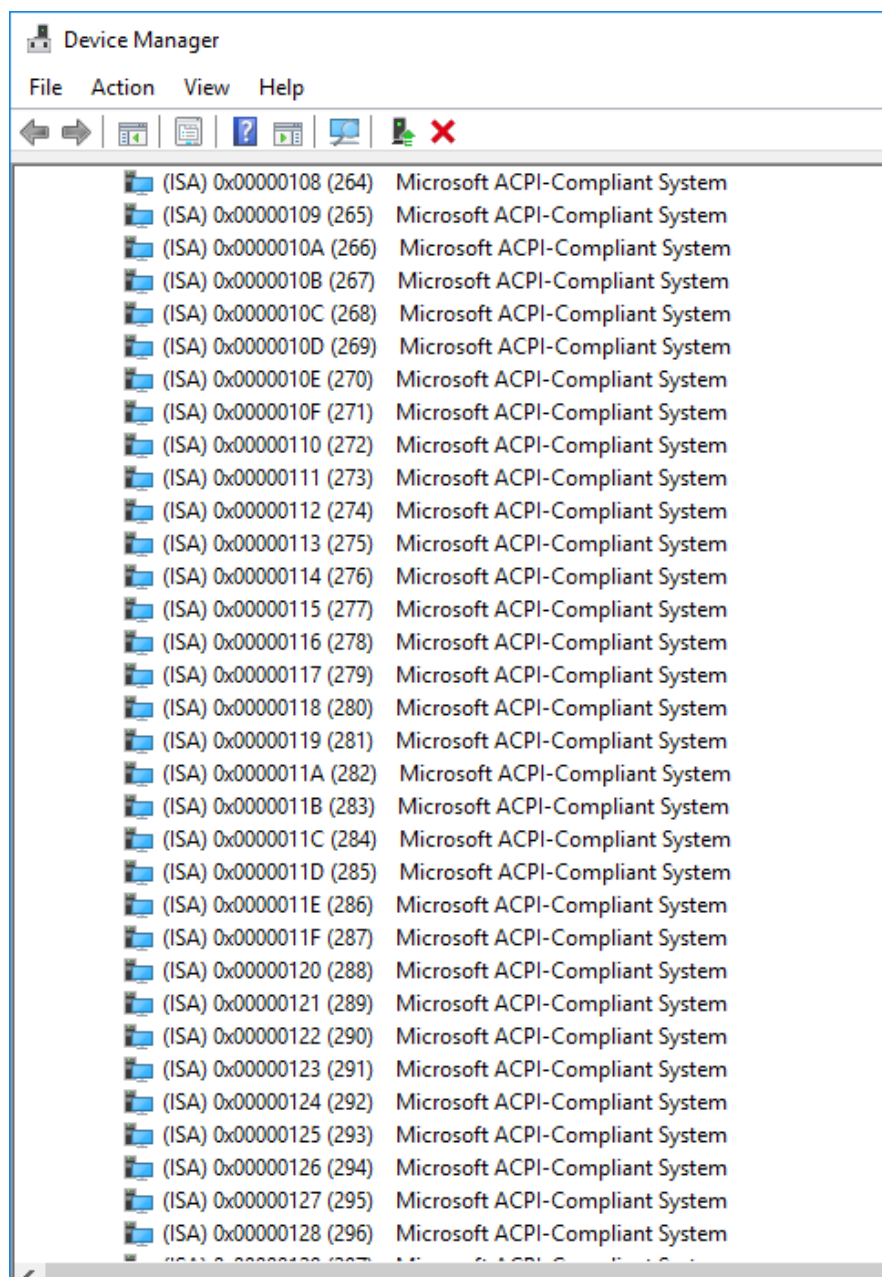 Device Manager
File Action View Help
(ISA) 0x00000108 (264) Microsoft ACPI-Compliant System
(ISA) 0x00000109 (265) Microsoft ACPI-Compliant System
(ISA) 0x0000010A (266) Microsoft ACPI-Compliant System
(ISA) 0x0000010B (267) Microsoft ACPI-Compliant System
(ISA) 0x0000010C (268) Microsoft ACPI-Compliant System
(ISA) 0x0000010D (269) Microsoft ACPI-Compliant System
(ISA) 0x0000010E (270) Microsoft ACPI-Compliant System
(ISA) 0x0000010F (271) Microsoft ACPI-Compliant System
(ISA) 0x00000110 (272) Microsoft ACPI-Compliant System
(ISA) 0x00000111 (273) Microsoft ACPI-Compliant System
(ISA) 0x00000112 (274) Microsoft ACPI-Compliant System
(ISA) 0x00000113 (275) Microsoft ACPI-Compliant System
(ISA) 0x00000114 (276) Microsoft ACPI-Compliant System
(ISA) 0x00000115 (277) Microsoft ACPI-Compliant System
(ISA) 0x00000116 (278) Microsoft ACPI-Compliant System
(ISA) 0x00000117 (279) Microsoft ACPI-Compliant System
(ISA) 0x00000118 (280) Microsoft ACPI-Compliant System
(ISA) 0x00000119 (281) Microsoft ACPI-Compliant System
(ISA) 0x0000011A (282) Microsoft ACPI-Compliant System
(ISA) 0x0000011B (283) Microsoft ACPI-Compliant System
(ISA) 0x0000011C (284) Microsoft ACPI-Compliant System
(ISA) 0x0000011D (285) Microsoft ACPI-Compliant System
(ISA) 0x0000011E (286) Microsoft ACPI-Compliant System
(ISA) 0x0000011F (287) Microsoft ACPI-Compliant System
(ISA) 0x00000120 (288) Microsoft ACPI-Compliant System
(ISA) 0x00000121 (289) Microsoft ACPI-Compliant System
(ISA) 0x00000122 (290) Microsoft ACPI-Compliant System
(ISA) 0x00000123 (291) Microsoft ACPI-Compliant System
(ISA) 0x00000124 (292) Microsoft ACPI-Compliant System
(ISA) 0x00000125 (293) Microsoft ACPI-Compliant System
(ISA) 0x00000126 (294) Microsoft ACPI-Compliant System
(ISA) 0x00000127 (295) Microsoft ACPI-Compliant System
(ISA) 0x00000128 (296) Microsoft ACPI-Compliant System